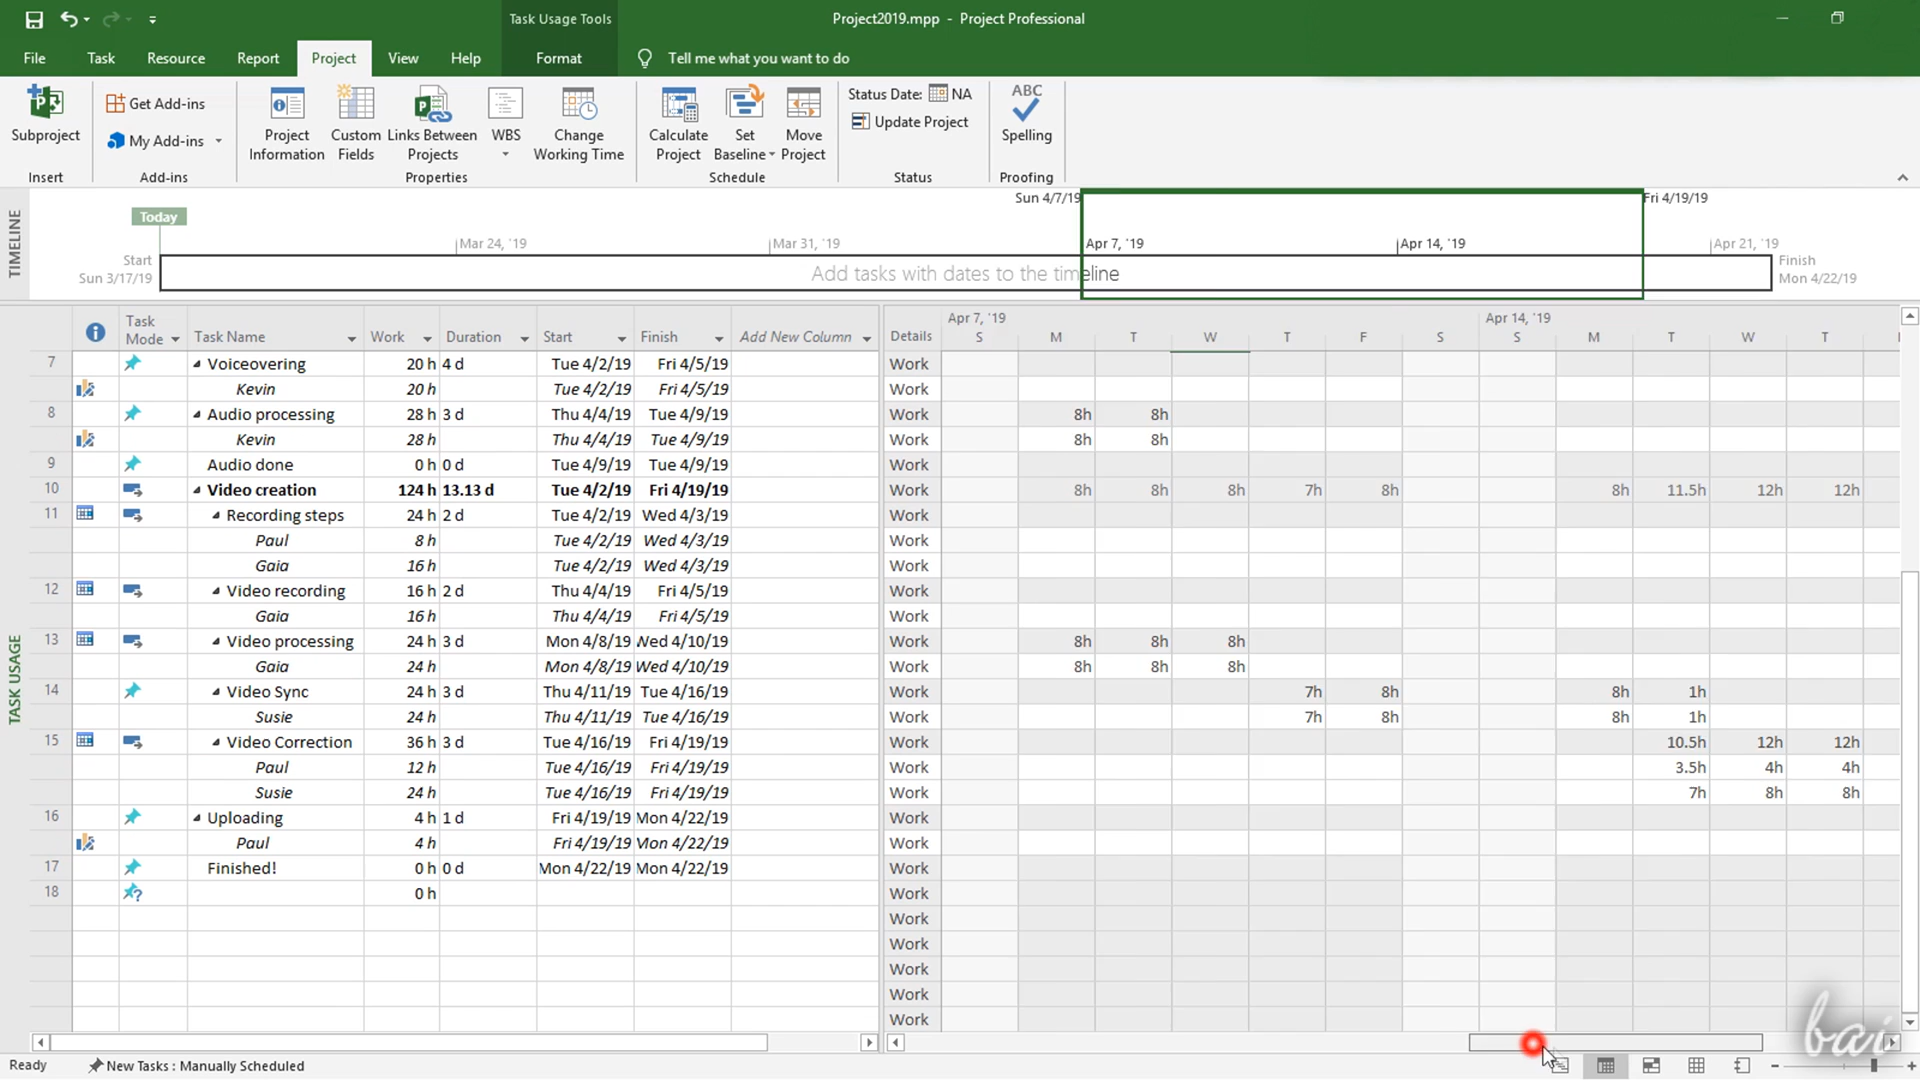 Task Usage Tools
Project2019.mpp - Project Professional
File Task Resource Report Project View Help Format Tell me what you want to do
Subproject
Get Add-ins
My Add-ins
Project Information
Custom Fields
Links Between Projects
WBS
Change Working Time
Calculate Project
Set Baseline
Move Project
Status Date: NA
Update Project
ABC
Spelling
Insert Add-ins Properties Schedule Status Proofing
TIMELINE
Sun 4/7/19 Fri 4/19/19
Today
Mar 24, '19 Mar 31, '19 Apr 7, '19 Apr 14, '19 Apr 21, '19
Start
Sun 3/17/19
Add tasks with dates to the timeline
Finish
Mon 4/22/19
TASK USAGE
Task Mode Task Name Work Duration Start Finish Add New Column Details
Apr 7, '19 Apr 14, '19
S M T W T F S S M T W T
7 Voiceovering 20 h 4 d Tue 4/2/19 Fri 4/5/19 Work
Kevin 20 h Tue 4/2/19 Fri 4/5/19 Work
8 Audio processing 28 h 3 d Thu 4/4/19 Tue 4/9/19 Work 8h 8h
Kevin 28 h Thu 4/4/19 Tue 4/9/19 Work 8h 8h
9 Audio done 0 h 0 d Tue 4/9/19 Tue 4/9/19 Work
10 Video creation 124 h 13.13 d Tue 4/2/19 Fri 4/19/19 Work 8h 8h 8h 7h 8h 8h 11.5h 12h 12h
11 Recording steps 24 h 2 d Tue 4/2/19 Wed 4/3/19 Work
Paul 8 h Tue 4/2/19 Wed 4/3/19 Work
Gaia 16 h Tue 4/2/19 Wed 4/3/19 Work
12 Video recording 16 h 2 d Thu 4/4/19 Fri 4/5/19 Work
Gaia 16 h Thu 4/4/19 Fri 4/5/19 Work
13 Video processing 24 h 3 d Mon 4/8/19 Wed 4/10/19 Work 8h 8h 8h
Gaia 24 h Mon 4/8/19 Wed 4/10/19 Work 8h 8h 8h
14 Video Sync 24 h 3 d Thu 4/11/19 Tue 4/16/19 Work 7h 8h 8h 1h
Susie 24 h Thu 4/11/19 Tue 4/16/19 Work 7h 8h 8h 1h
15 Video Correction 36 h 3 d Tue 4/16/19 Fri 4/19/19 Work 10.5h 12h 12h
Paul 12 h Tue 4/16/19 Fri 4/19/19 Work 3.5h 4h 4h
Susie 24 h Tue 4/16/19 Fri 4/19/19 Work 7h 8h 8h
16 Uploading 4 h 1 d Fri 4/19/19 Mon 4/22/19 Work
Paul 4 h Fri 4/19/19 Mon 4/22/19 Work
17 Finished! 0 h 0 d Mon 4/22/19 Mon 4/22/19 Work
18 0 h Work
Work
Work
Work
Work
Work
Ready New Tasks : Manually Scheduled
bai